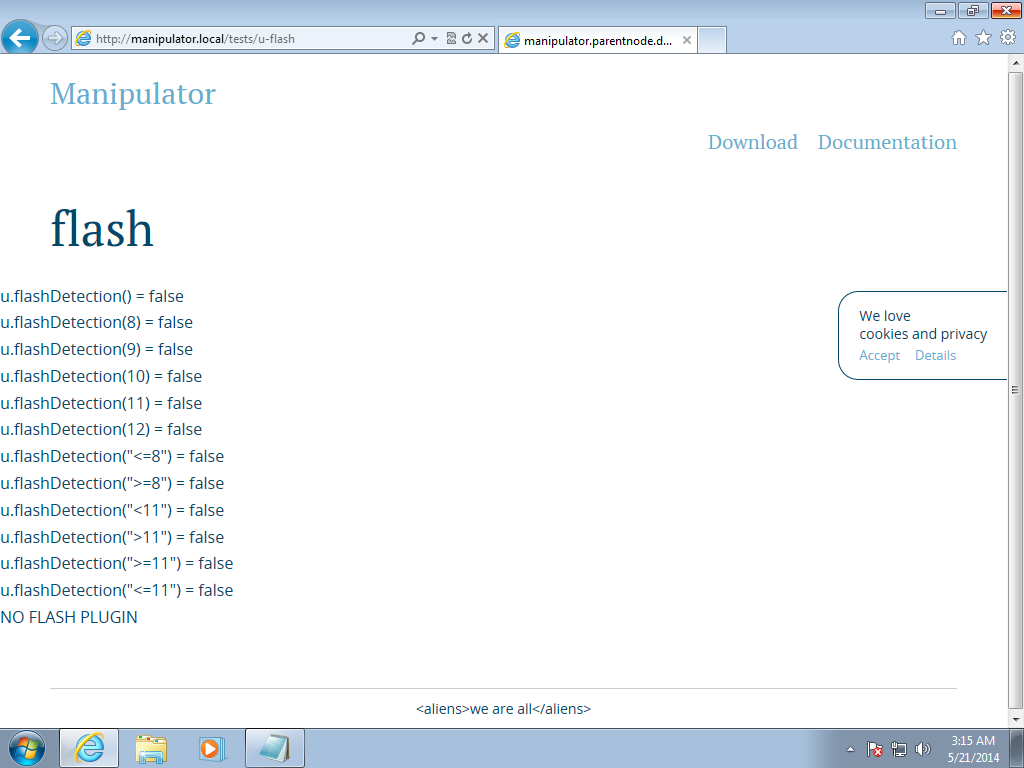 http://manipulator.local/tests/u-flash
manipulator.parentnode.d...
Manipulator
Download Documentation
flash
u.flashDetection() = false
u.flashDetection(8) = false
u.flashDetection(9) = false
u.flashDetection(10) = false
u.flashDetection(11) = false
u.flashDetection(12) = false
u.flashDetection("<=8") = false
u.flashDetection(">=8") = false
u.flashDetection("<11") = false
u.flashDetection(">11") = false
u.flashDetection(">=11") = false
u.flashDetection("<=11") = false
NO FLASH PLUGIN
We love
cookies and privacy
Accept Details
<aliens>we are all</aliens>
3:15 AM
5/21/2014